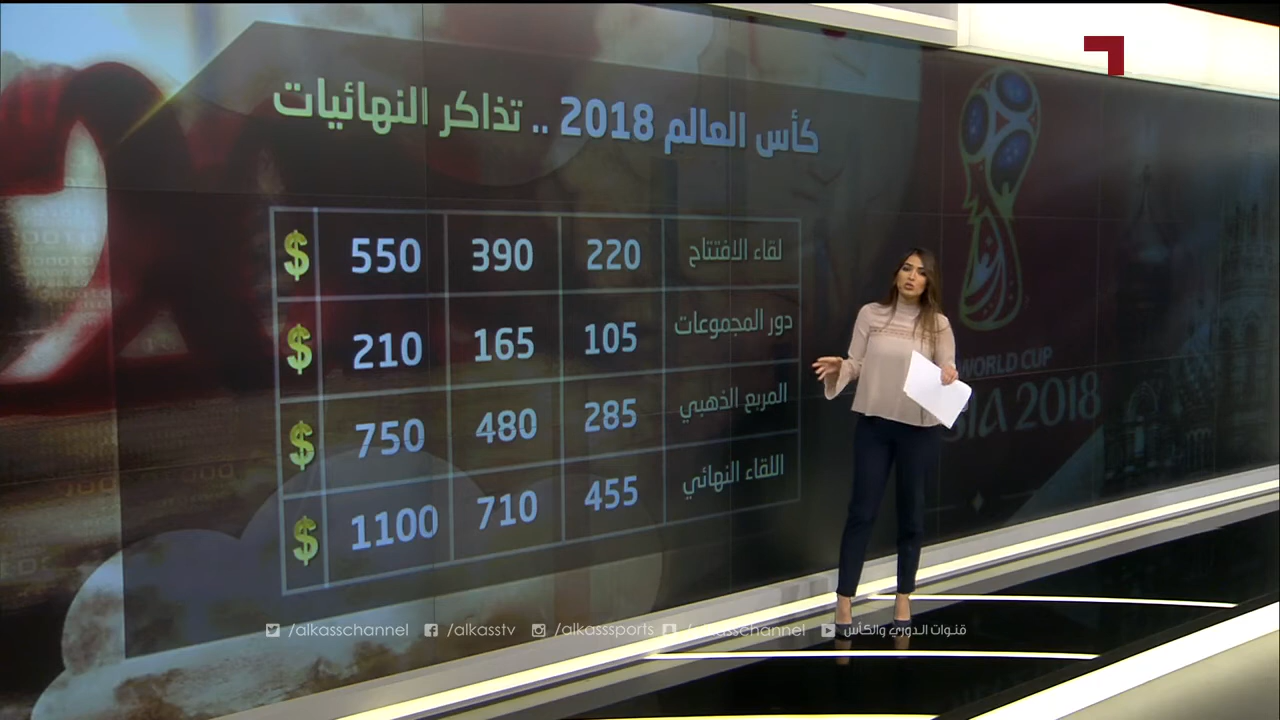 كأس العالم 2018 .. تذاكر النهائيات
لقاء الافتتاح 220 390 550 $
دور المجموعات 105 165 210 $
المربع الذهبي 285 480 750 $
اللقاء النهائي 455 710 1100 $
WORLD CUP
IA 2018
/alkasschannel /alkasstv /alkasssports /alkasschannel قنوات الدوري والكأس